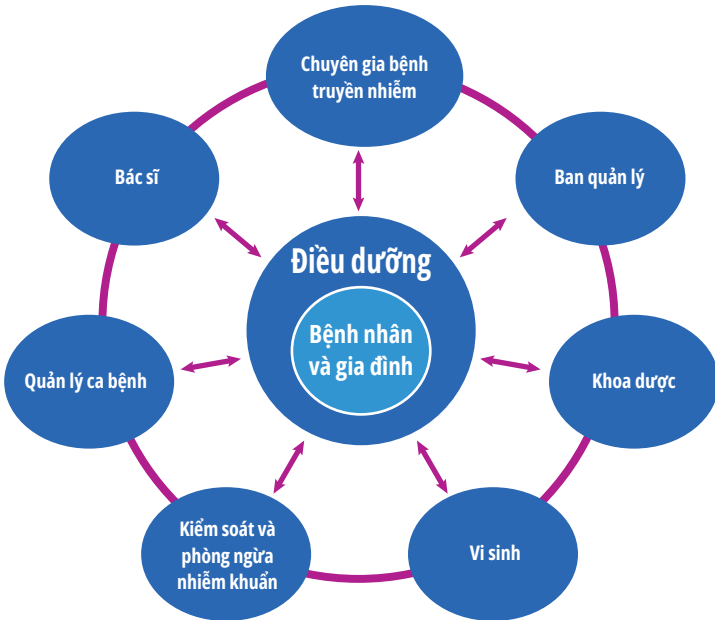 Chuyên gia bệnh
truyền nhiễm
Bác sĩ
Ban quản lý
Điều dưỡng
Bệnh nhân
và gia đình
Quản lý ca bệnh
Khoa dược
Kiểm soát và
phòng ngừa
nhiễm khuẩn
Vi sinh